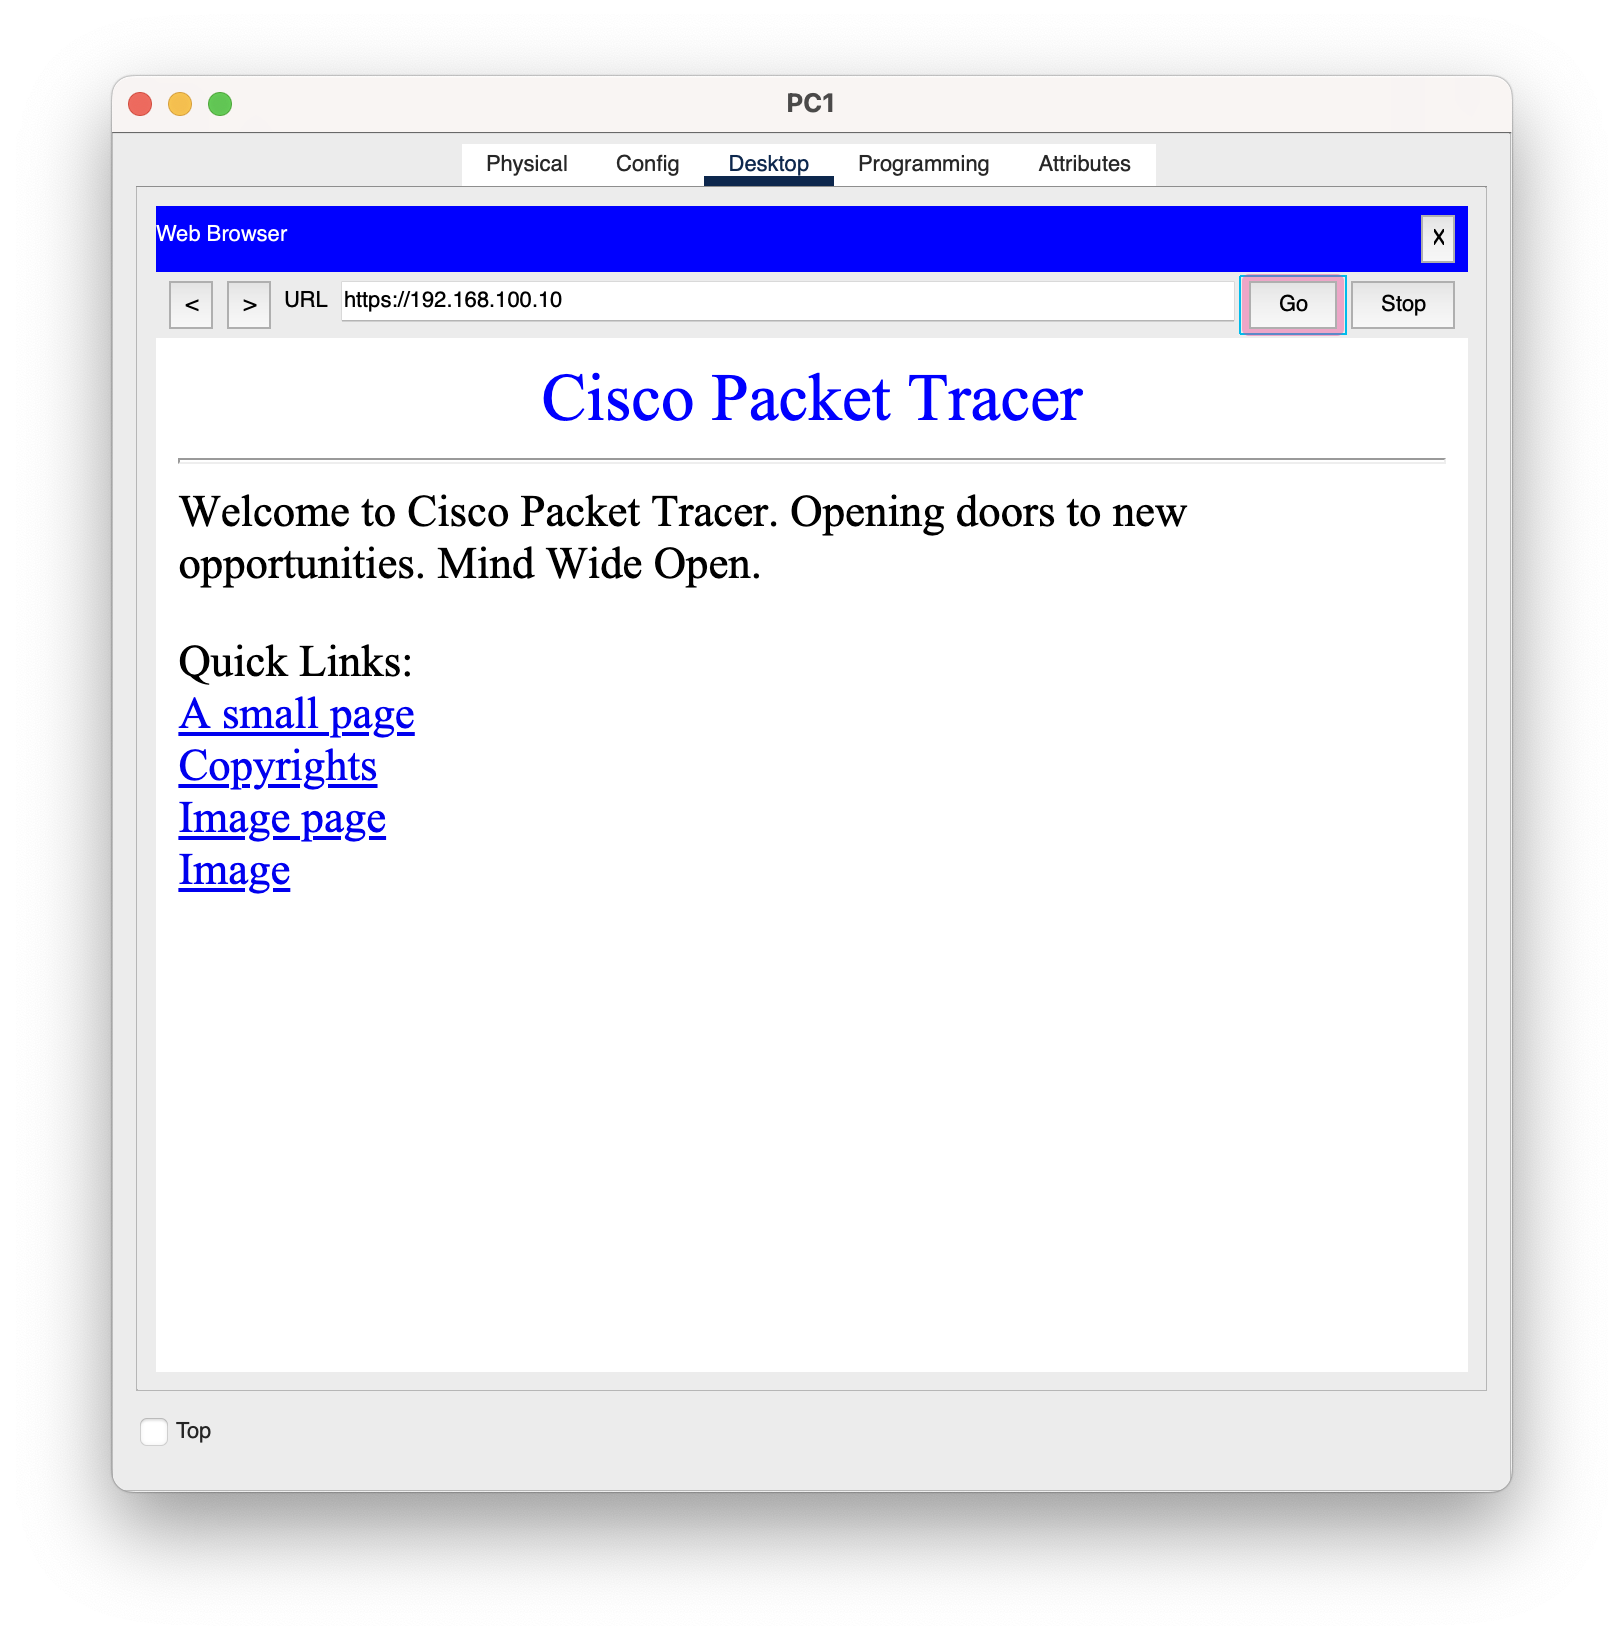 PC1
Physical Config Desktop Programming Attributes
Web Browser
X
< > URL https://192.168.100.10 Go Stop
Cisco Packet Tracer
Welcome to Cisco Packet Tracer. Opening doors to new
opportunities. Mind Wide Open.
Quick Links:
A small page
Copyrights
Image page
Image
Top